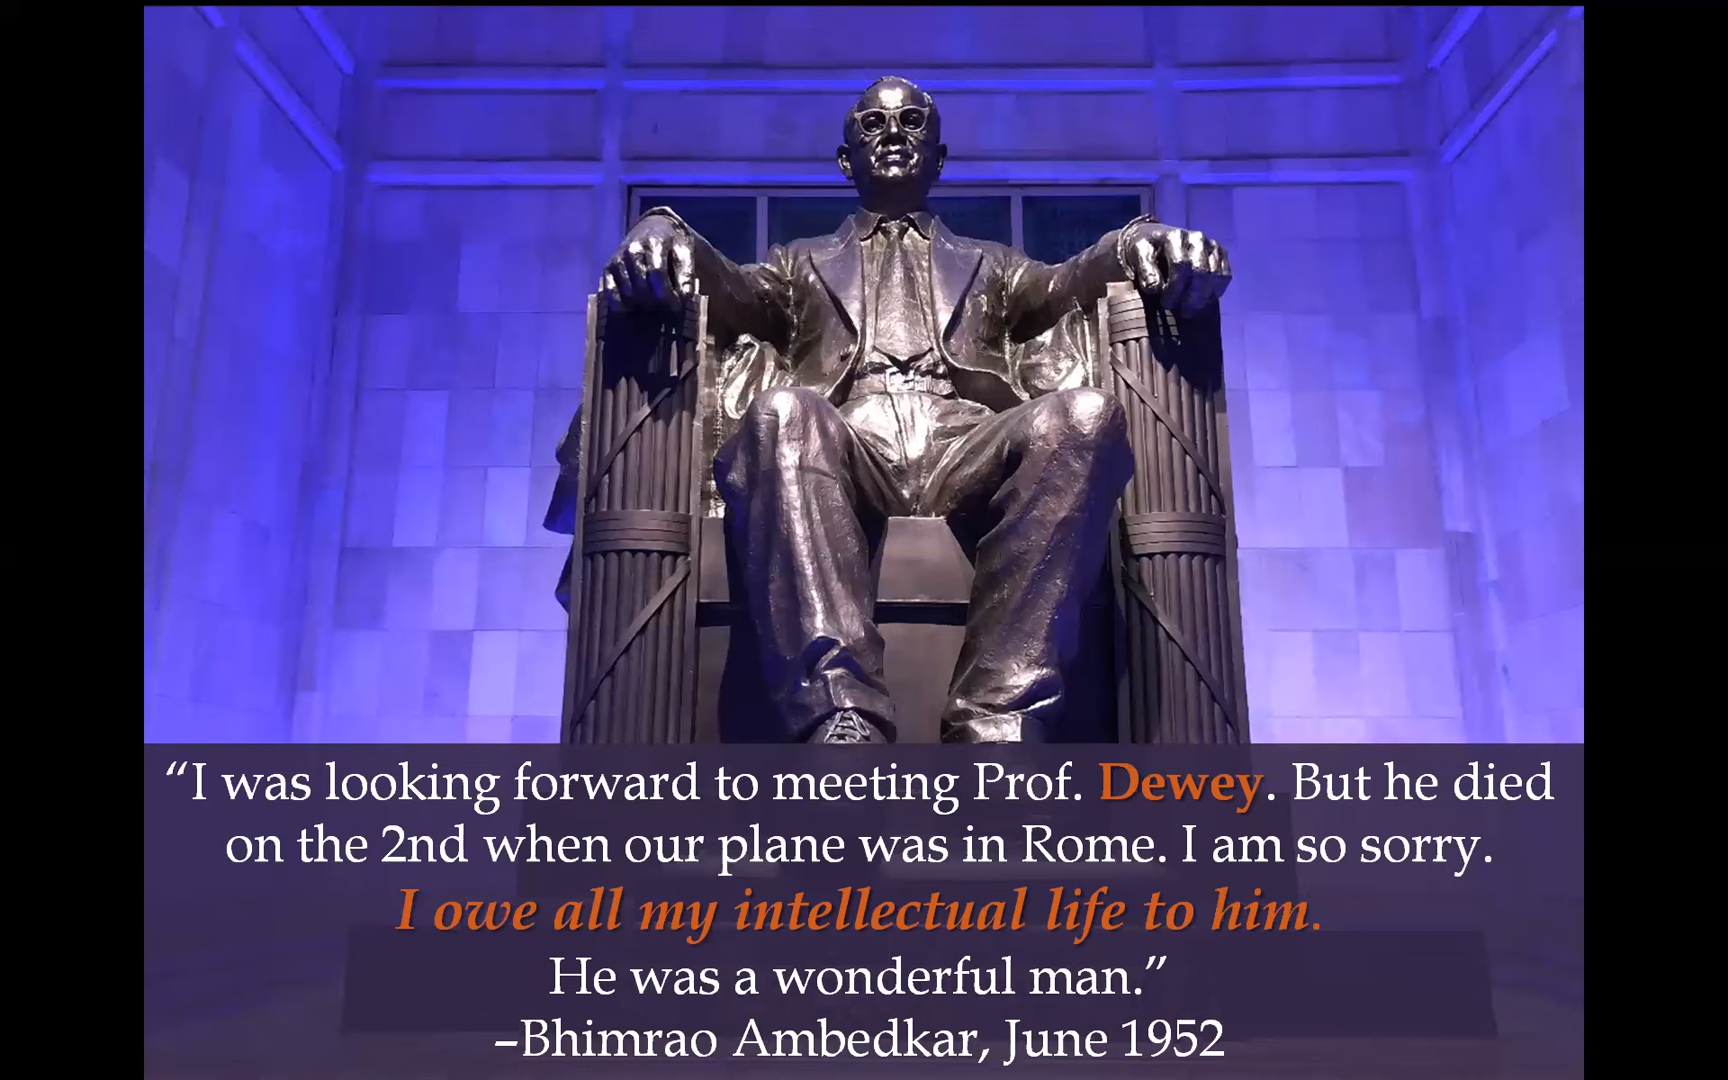 “I was looking forward to meeting Prof. Dewey. But he died
on the 2nd when our plane was in Rome. I am so sorry.
I owe all my intellectual life to him.
He was a wonderful man.”
–Bhimrao Ambedkar, June 1952